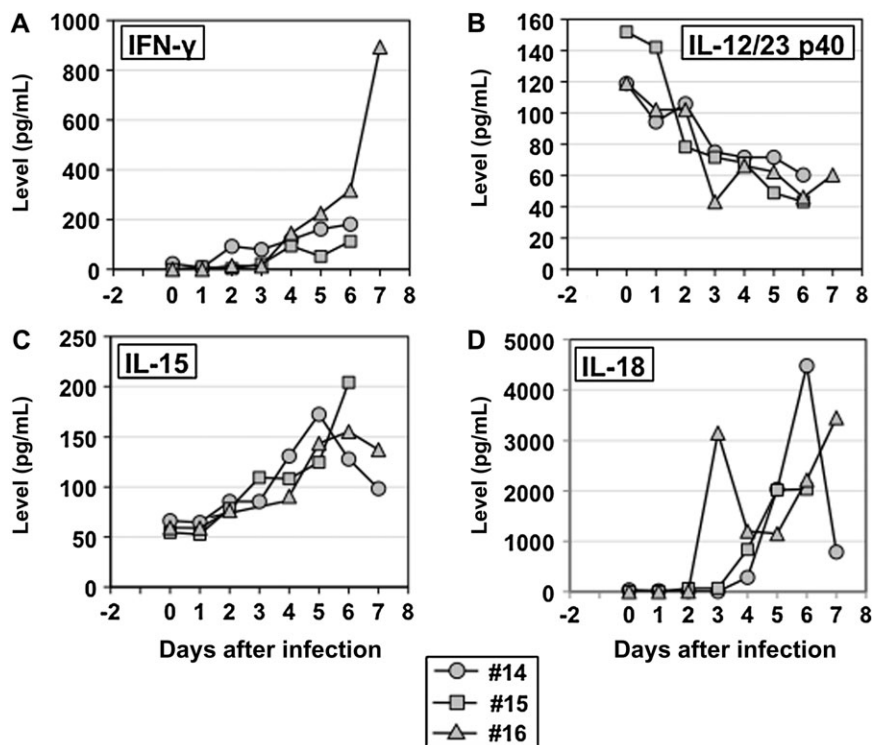 A
IFN-γ
Level (pg/mL)
1000
800
600
400
200
0
-2 0 1 2 3 4 5 6 7 8
B
IL-12/23 p40
Level (pg/mL)
160
140
120
100
80
60
40
20
0
-2 0 1 2 3 4 5 6 7 8
C
IL-15
Level (pg/mL)
250
200
150
100
50
0
-2 0 1 2 3 4 5 6 7 8
Days after infection
D
IL-18
Level (pg/mL)
5000
4000
3000
2000
1000
0
-2 0 1 2 3 4 5 6 7 8
Days after infection
#14
#15
#16